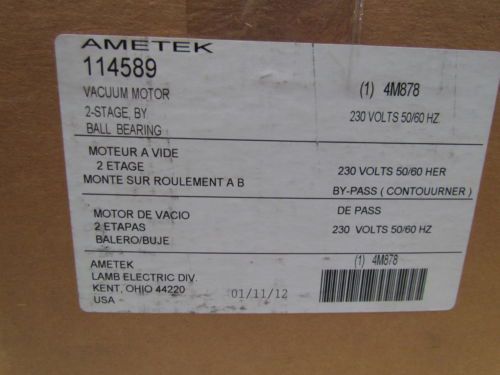 AMETEK
114589
VACUUM MOTOR (1) 4M878
2-STAGE, BY 230 VOLTS 50/60 HZ
BALL BEARING
MOTEUR A VIDE
2 ETAGE 230 VOLTS 50/60 HER
MONTE SUR ROULEMENT A B BY-PASS ( CONTOUURNER )
MOTOR DE VACIO DE PASS
2 ETAPAS 230 VOLTS 50/60 HZ
BALERO/BUJE
AMETEK (1) 4M878
LAMB ELECTRIC DIV.
KENT, OHIO 44220 01/11/12
USA